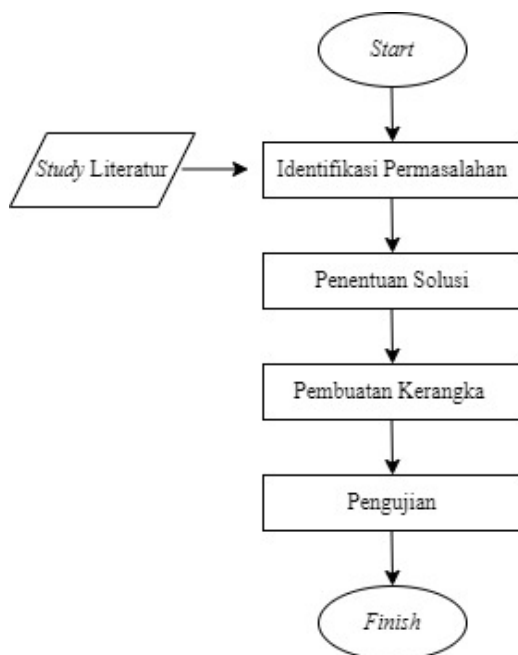 Start
Study Literatur
Identifikasi Permasalahan
Penentuan Solusi
Pembuatan Kerangka
Pengujian
Finish